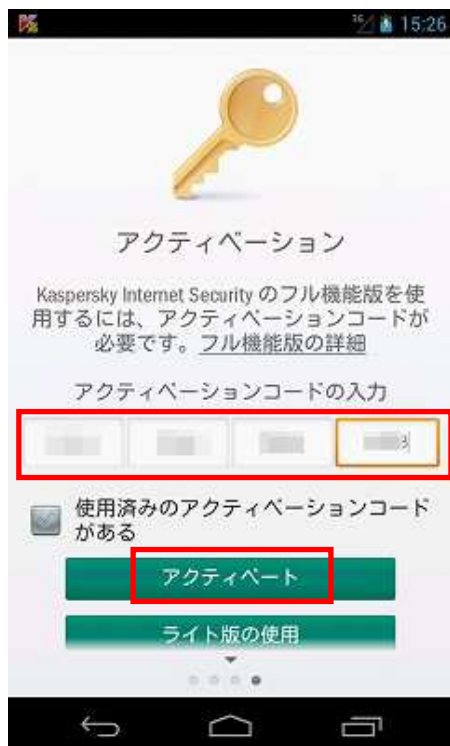 3G 15:26
アクティベーション
Kaspersky Internet Security のフル機能版を使
用するには、アクティベーションコードが
必要です。フル機能版の詳細
アクティベーションコードの入力
使用済みのアクティベーションコード
がある
アクティベート
ライト版の使用